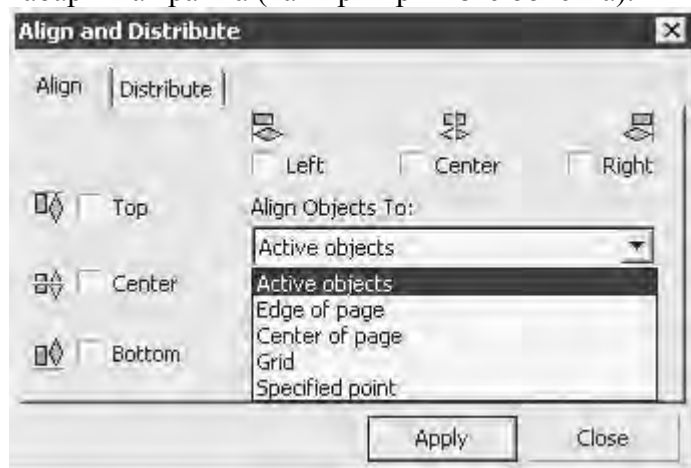 Align and Distribute
Align Distribute
Left Center Right
Top Align Objects To:
Active objects
Center Active objects
Edge of page
Center of page
Grid
Bottom Specified point
Apply Close